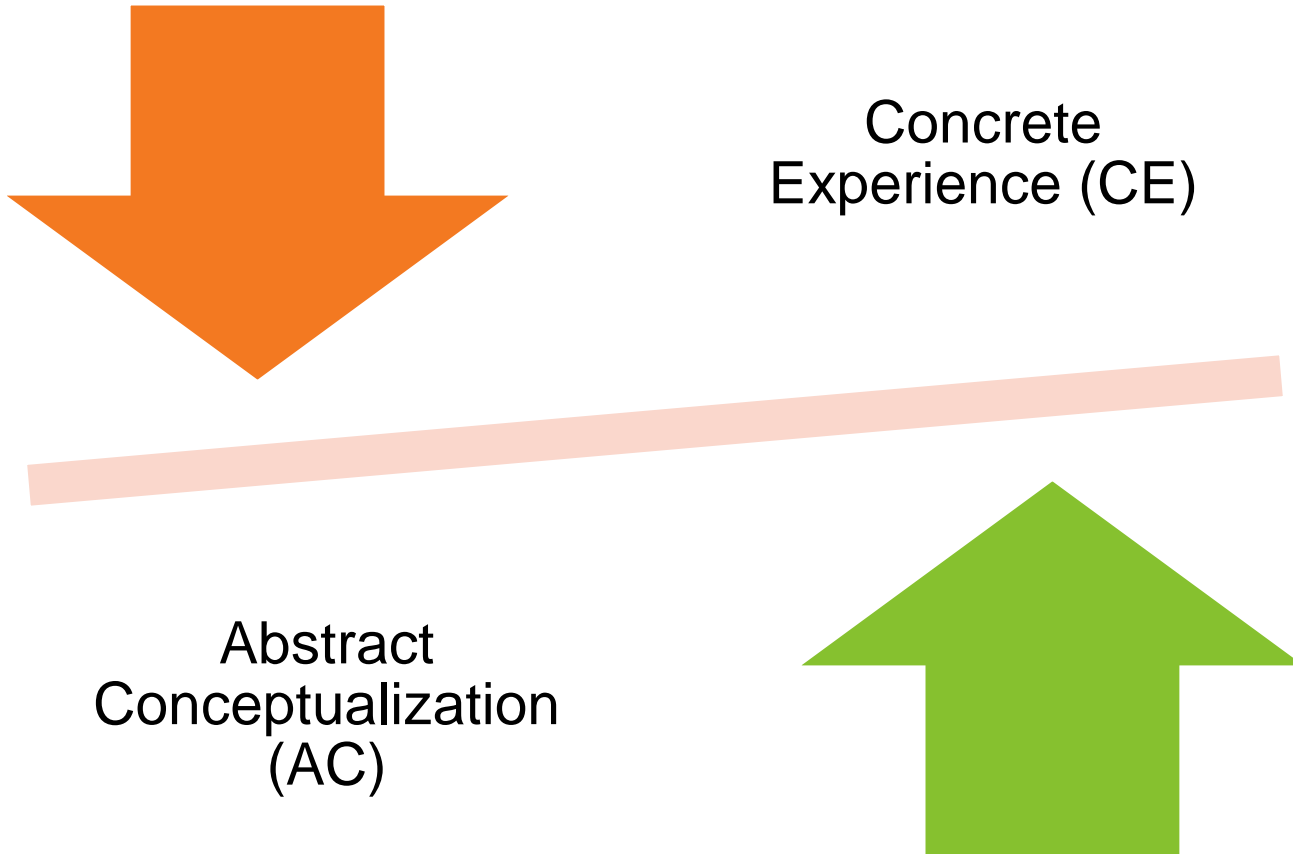 Concrete
Experience (CE)
Abstract
Conceptualization
(AC)